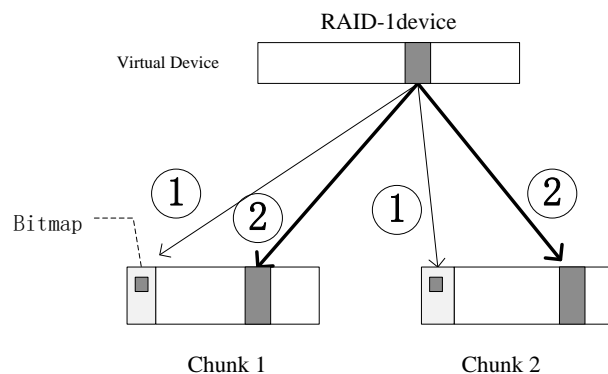 RAID-1device
Virtual Device
① ② ① ②
Bitmap
Chunk 1 Chunk 2